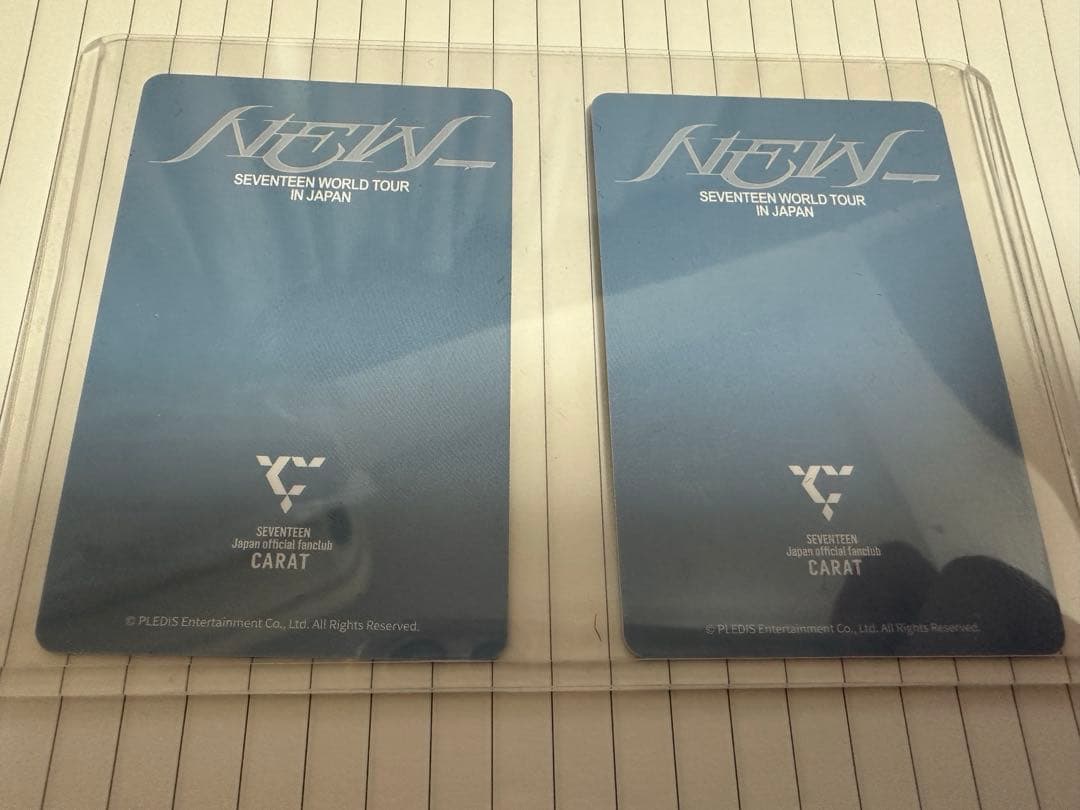 NEW_
SEVENTEEN WORLD TOUR
IN JAPAN
SEVENTEEN
Japan official fanclub
CARAT
© PLEDIS Entertainment Co., Ltd. All Rights Reserved.
NEW_
SEVENTEEN WORLD TOUR
IN JAPAN
SEVENTEEN
Japan official fanclub
CARAT
© PLEDIS Entertainment Co., Ltd. All Rights Reserved.